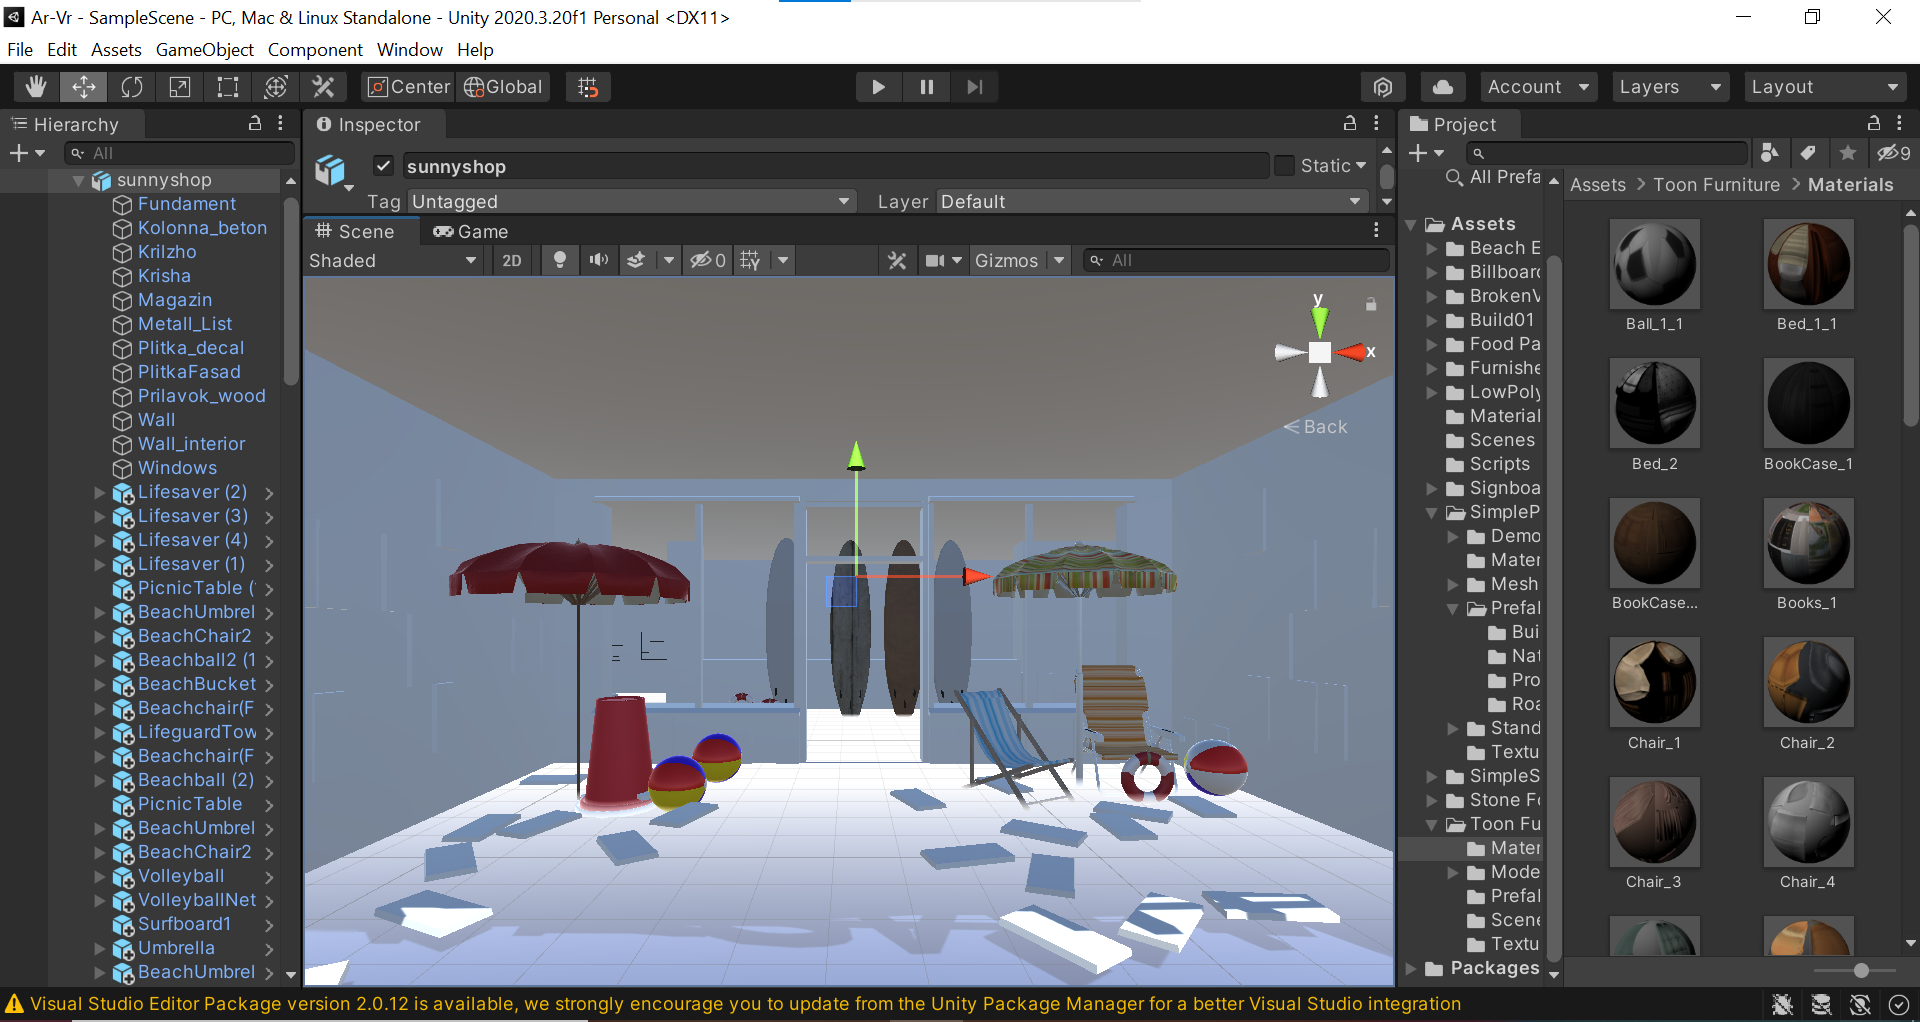 Ar-Vr - SampleScene - PC, Mac & Linux Standalone - Unity 2020.3.20f1 Personal <DX11>
File Edit Assets GameObject Component Window Help
Center Global Account Layers Layout
Hierarchy
All
sunnyshop
Fundament
Kolonna_beton
Krilzho
Krisha
Magazin
Metall_List
Plitka_decal
PlitkaFasad
Prilavok_wood
Wall
Wall_interior
Windows
Lifesaver (2)
Lifesaver (3)
Lifesaver (4)
Lifesaver (1)
PicnicTable (
BeachUmbrel
BeachChair2
Beachball2 (1
BeachBucket
Beachchair(F
LifeguardTow
Beachchair(F
Beachball (2)
PicnicTable
BeachUmbrel
BeachChair2
Volleyball
VolleyballNet
Surfboard1
Umbrella
BeachUmbrel
Inspector
sunnyshop
Static
Tag Untagged Layer Default
Scene Game
Shaded 2D 0 Gizmos All
y
x
Back
Project
9
All Prefa
Assets
Beach E
Billboard
BrokenV
Build01
Food Pa
Furnishe
LowPoly
Material
Scenes
Scripts
Signboa
SimpleP
Demo
Mater
Mesh
Prefal
Bui
Nat
Pro
Roa
Stand
Textu
SimpleS
Stone Fo
Toon Fu
Mater
Mode
Prefal
Scene
Textu
Packages
Assets > Toon Furniture > Materials
Ball_1_1 Bed_1_1
Bed_2 BookCase_1
BookCase... Books_1
Chair_1 Chair_2
Chair_3 Chair_4
Visual Studio Editor Package version 2.0.12 is available, we strongly encourage you to update from the Unity Package Manager for a better Visual Studio integration